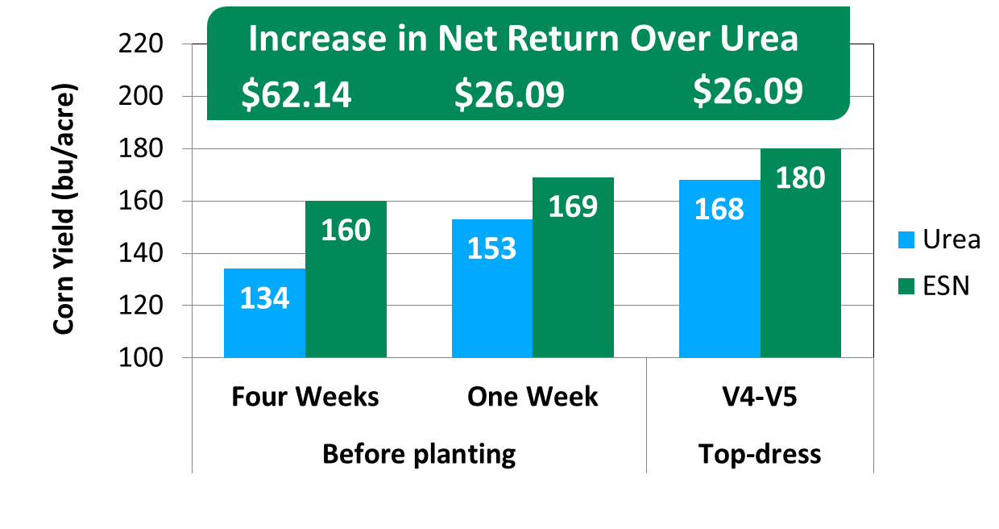 Increase in Net Return Over Urea
$62.14 $26.09 $26.09
Corn Yield (bu/acre)
220
200
180
160
140
120
100
134 160 153 169 168 180
Urea
ESN
Four Weeks One Week V4-V5
Before planting Top-dress